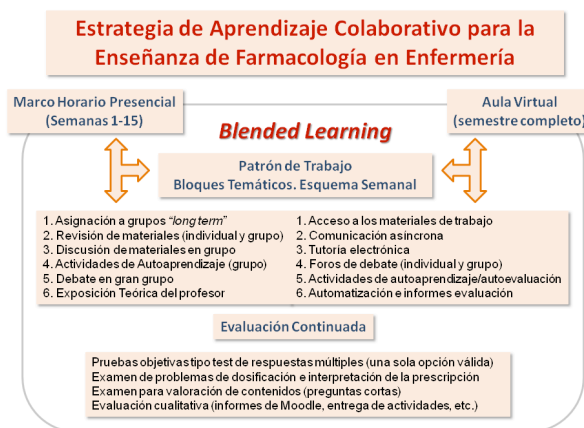 Estrategia de Aprendizaje Colaborativo para la
Enseñanza de Farmacología en Enfermería
Marco Horario Presencial
(Semanas 1-15)
Aula Virtual
(semestre completo)
Blended Learning
Patrón de Trabajo
Bloques Temáticos. Esquema Semanal
1. Asignación a grupos “long term”
2. Revisión de materiales (individual y grupo)
3. Discusión de materiales en grupo
4. Actividades de Autoaprendizaje (grupo)
5. Debate en gran grupo
6. Exposición Teórica del profesor
1. Acceso a los materiales de trabajo
2. Comunicación asíncrona
3. Tutoría electrónica
4. Foros de debate (individual y grupo)
5. Actividades de autoaprendizaje/autoevaluación
6. Automatización e informes evaluación
Evaluación Continuada
Pruebas objetivas tipo test de respuestas múltiples (una sola opción válida)
Examen de problemas de dosificación e interpretación de la prescripción
Examen para valoración de contenidos (preguntas cortas)
Evaluación cualitativa (informes de Moodle, entrega de actividades, etc.)